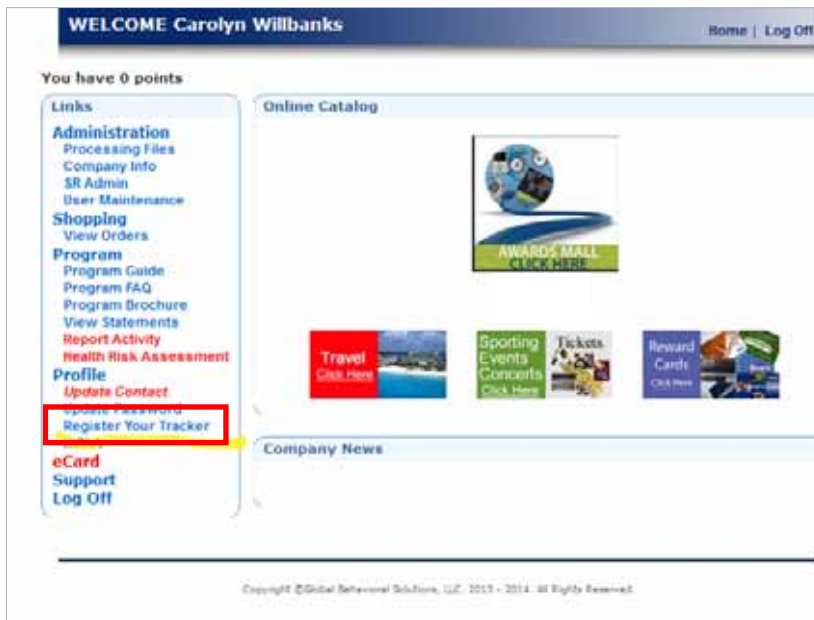 WELCOME Carolyn Willbanks
Home | Log Off
You have 0 points
Links
Administration
Processing Files
Company Info
SR Admin
User Maintenance
Shopping
View Orders
Program
Program Guide
Program FAQ
Program Brochure
View Statements
Report Activity
Health Risk Assessment
Profile
Update Contact
Update Password
Register Your Tracker
eCard
Support
Log Off
Online Catalog
AWARDS MALL
CLICK HERE
Travel
Click Here
Sporting
Events
Concerts
Click Here
Tickets
Reward
Cards
Click Here
Company News
Copyright ©Global Behavioral Solutions, LLC. 2013 - 2014. All Rights Reserved.